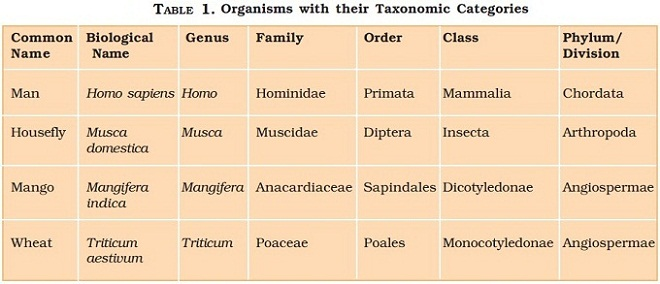 TABLE 1. Organisms with their Taxonomic Categories
Common Name Biological Name Genus Family Order Class Phylum/ Division
Man Homo sapiens Homo Hominidae Primata Mammalia Chordata
Housefly Musca domestica Musca Muscidae Diptera Insecta Arthropoda
Mango Mangifera indica Mangifera Anacardiaceae Sapindales Dicotyledonae Angiospermae
Wheat Triticum aestivum Triticum Poaceae Poales Monocotyledonae Angiospermae